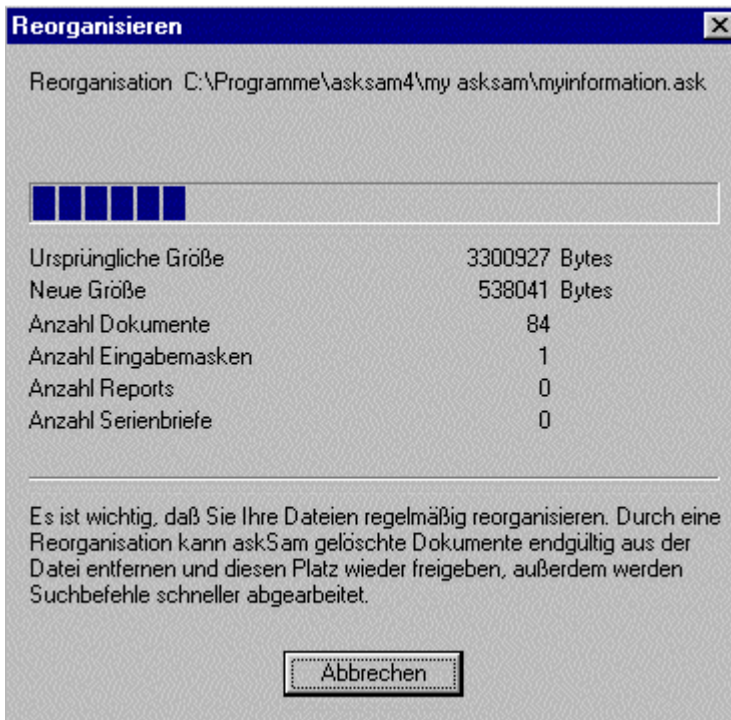 Reorganisieren
Reorganisation C:\Programme\asksam4\my asksam\myinformation.ask
Ursprüngliche Größe 3300927 Bytes
Neue Größe 538041 Bytes
Anzahl Dokumente 84
Anzahl Eingabemasken 1
Anzahl Reports 0
Anzahl Serienbriefe 0
Es ist wichtig, daß Sie Ihre Dateien regelmäßig reorganisieren. Durch eine
Reorganisation kann askSam gelöschte Dokumente endgültig aus der
Datei entfernen und diesen Platz wieder freigeben, außerdem werden
Suchbefehle schneller abgearbeitet.
Abbrechen